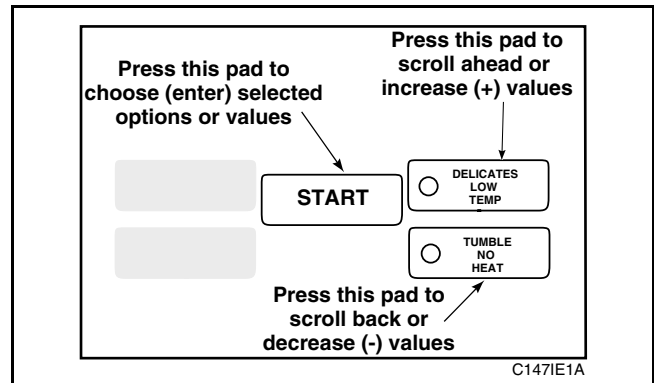 Press this pad to
choose (enter) selected
options or values
Press this pad to
scroll ahead or
increase (+) values
START
DELICATES
LOW
TEMP
TUMBLE
NO
HEAT
Press this pad to
scroll back or
decrease (-) values
C147IE1A